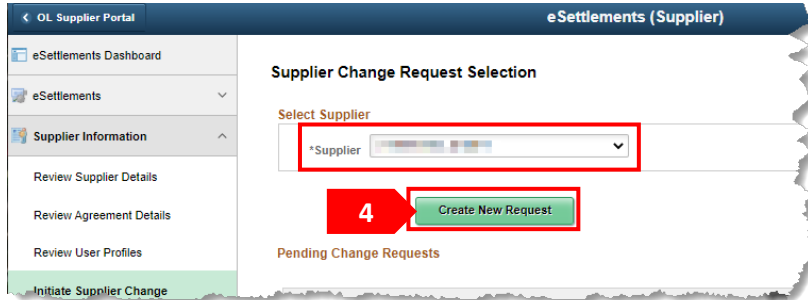 OL Supplier Portal
eSettlements (Supplier)
eSettlements Dashboard
eSettlements
Supplier Information
Review Supplier Details
Review Agreement Details
Review User Profiles
Initiate Supplier Change
Supplier Change Request Selection
Select Supplier
*Supplier
4
Create New Request
Pending Change Requests